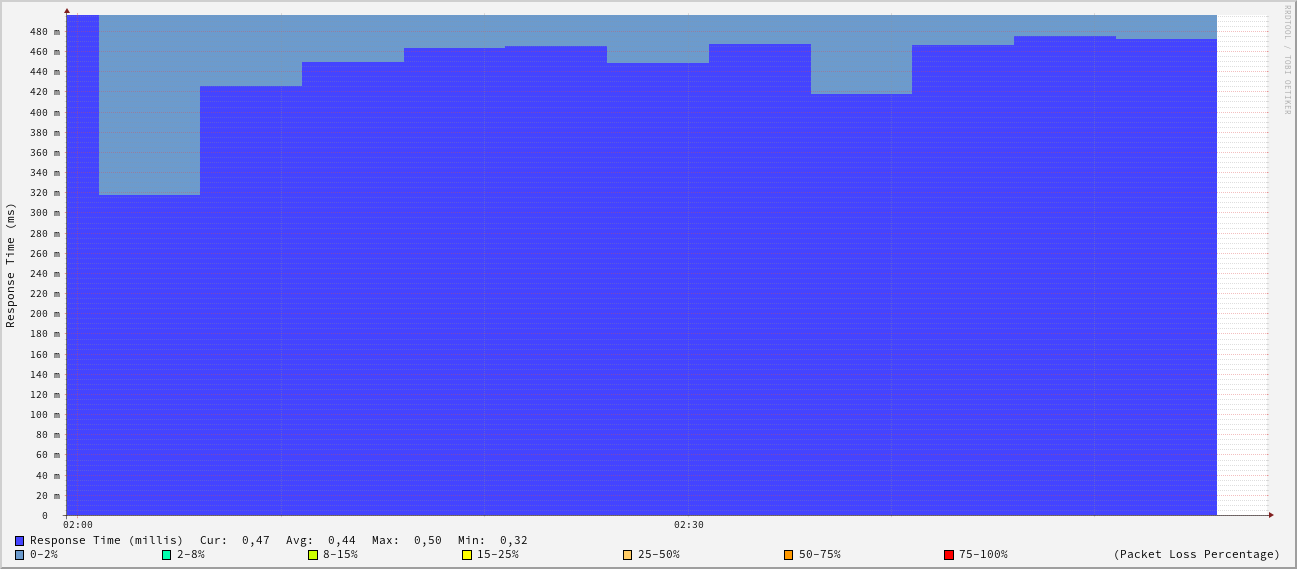 RRDTOOL / TOBI OETIKER
Response Time (ms)
480 m
460 m
440 m
420 m
400 m
380 m
360 m
340 m
320 m
300 m
280 m
260 m
240 m
220 m
200 m
180 m
160 m
140 m
120 m
100 m
80 m
60 m
40 m
20 m
0
02:00 02:30
Response Time (millis) Cur: 0,47 Avg: 0,44 Max: 0,50 Min: 0,32
0-2% 2-8% 8-15% 15-25% 25-50% 50-75% 75-100% (Packet Loss Percentage)